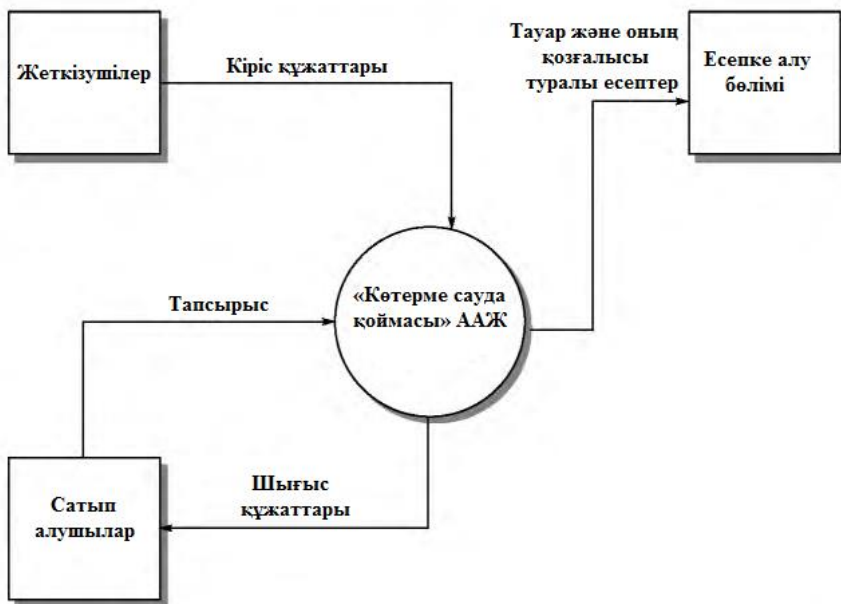 Жеткізушілер
Кіріс құжаттары
Тауар және оның
қозғалысы
туралы есептер
Есепке алу
бөлімі
«Көтерме сауда
қоймасы» ААЖ
Тапсырыс
Сатып
алушылар
Шығыс
құжаттары